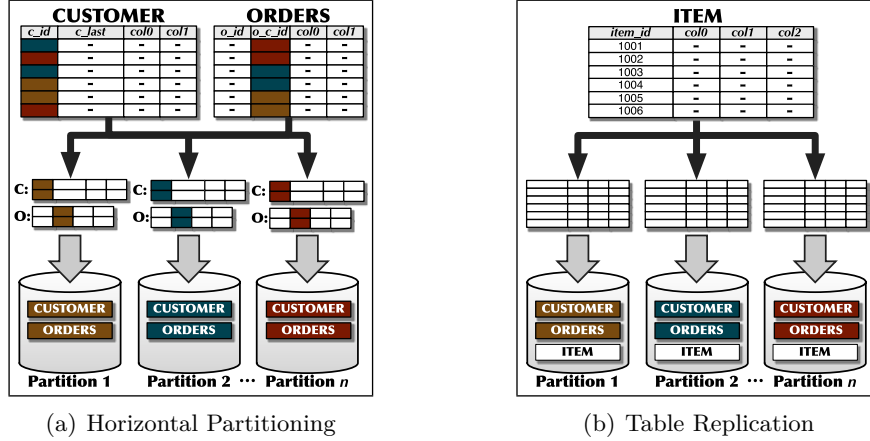 CUSTOMER ORDERS
c_id c_last col0 col1 o_id o_c_id col0 col1
- - - - - -
- - - - - -
- - - - - -
- - - - - -
- - - - - -
- - - - - -
C: C: C:
O: O: O:
CUSTOMER CUSTOMER CUSTOMER
ORDERS ORDERS ORDERS
Partition 1 Partition 2 ... Partition n
(a) Horizontal Partitioning
ITEM
item_id col0 col1 col2
1001 - - -
1002 - - -
1003 - - -
1004 - - -
1005 - - -
1006 - - -
CUSTOMER CUSTOMER CUSTOMER
ORDERS ORDERS ORDERS
ITEM ITEM ITEM
Partition 1 Partition 2 ... Partition n
(b) Table Replication